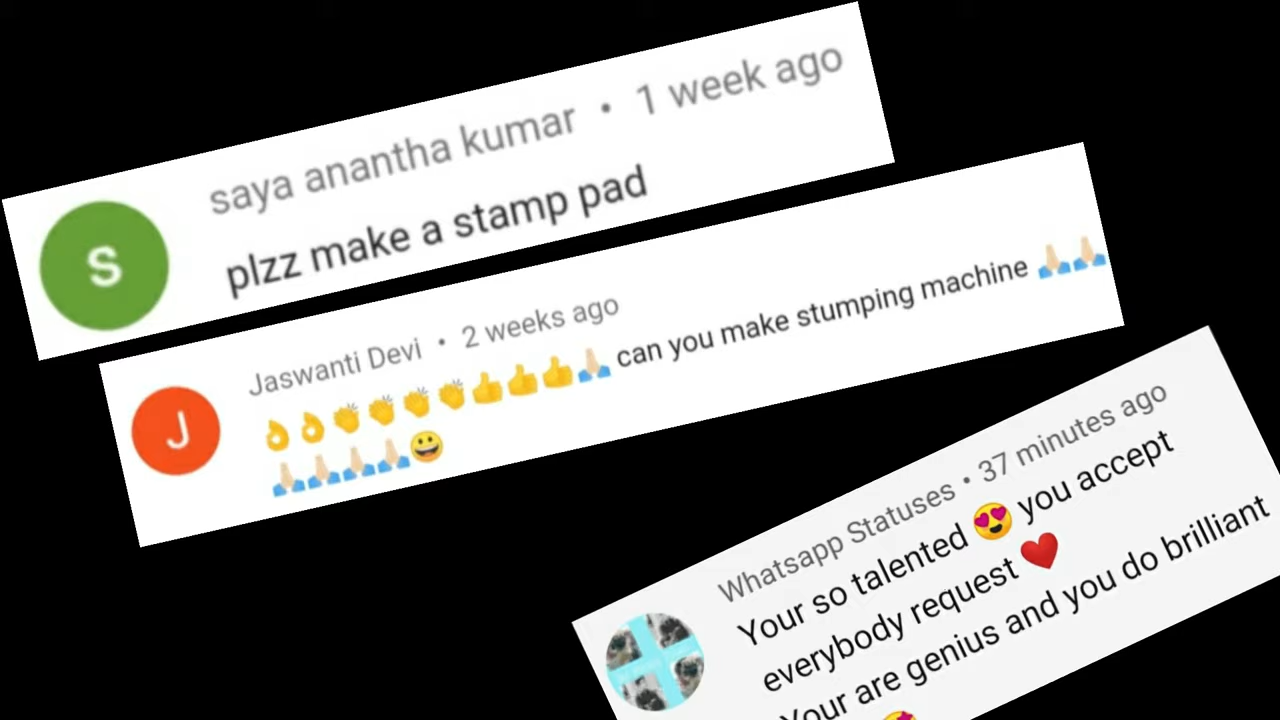 saya anantha kumar • 1 week ago
S
plzz make a stamp pad
Jaswanti Devi • 2 weeks ago
J
👌👌👏👏👏👏👍👍👍🙏🏻 can you make stumping machine 🙏🏻🙏🏻
🙏🏻🙏🏻🙏🏻🙏🏻😀
Whatsapp Statuses • 37 minutes ago
Your so talented 😍 you accept
everybody request ❤️
Your are genius and you do brilliant